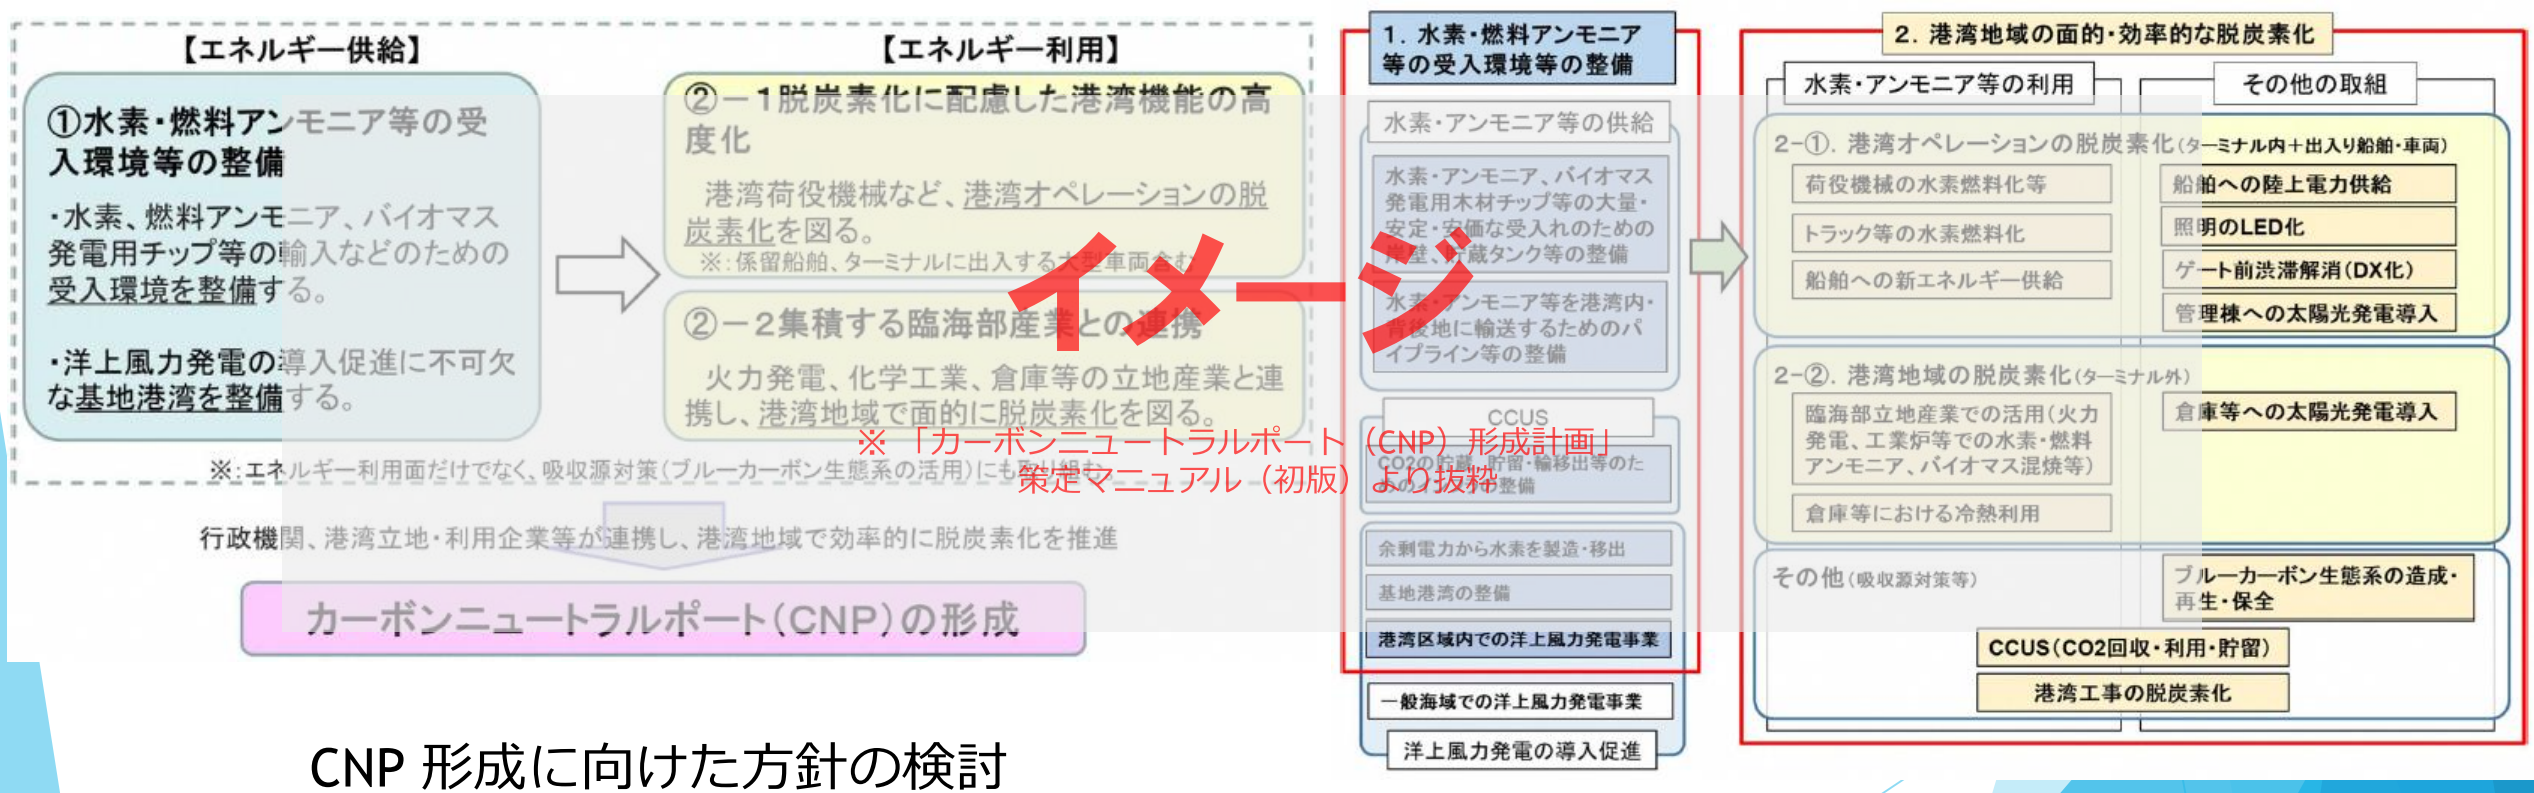 【エネルギー供給】
①水素・燃料アンモニア等の受
入環境等の整備
・水素、燃料アンモニア、バイオマス
発電用チップ等の輸入などのための
受入環境を整備する。
・洋上風力発電の導入促進に不可欠
な基地港湾を整備する。
【エネルギー利用】
②－1脱炭素化に配慮した港湾機能の高
度化
港湾荷役機械など、港湾オペレーションの脱
炭素化を図る。
※：係留船舶、ターミナルに出入する大型車両含む
②－2集積する臨海部産業との連携
火力発電、化学工業、倉庫等の立地産業と連
携し、港湾地域で面的に脱炭素化を図る。
※：エネルギー利用面だけでなく、吸収源対策（ブルーカーボン生態系の活用）にも取り組む。
行政機関、港湾立地・利用企業等が連携し、港湾地域で効率的に脱炭素化を推進
カーボンニュートラルポート（CNP）の形成
イメージ
※ 「カーボンニュートラルポート（CNP）形成計画」
策定マニュアル（初版）より抜粋
1．水素・燃料アンモニア
等の受入環境等の整備
水素・アンモニア等の供給
水素・アンモニア、バイオマス
発電用木材チップ等の大量・
安定・安価な受入れのための
岸壁、貯蔵タンク等の整備
水素・アンモニア等を港湾内・
背後地に輸送するためのパ
イプライン等の整備
CCUS
CO2の貯蔵、貯留・輸移出等のた
めのインフラの整備
余剰電力から水素を製造・移出
基地港湾の整備
港湾区域内での洋上風力発電事業
一般海域での洋上風力発電事業
洋上風力発電の導入促進
2．港湾地域の面的・効率的な脱炭素化
水素・アンモニア等の利用
その他の取組
2-①．港湾オペレーションの脱炭素化（ターミナル内＋出入り船舶・車両）
荷役機械の水素燃料化等
トラック等の水素燃料化
船舶への新エネルギー供給
船舶への陸上電力供給
照明のLED化
ゲート前渋滞解消（DX化）
管理棟への太陽光発電導入
2-②．港湾地域の脱炭素化（ターミナル外）
臨海部立地産業での活用（火力
発電、工業炉等での水素・燃料
アンモニア、バイオマス混焼等）
倉庫等における冷熱利用
倉庫等への太陽光発電導入
その他（吸収源対策等）
ブルーカーボン生態系の造成・
再生・保全
CCUS（CO2回収・利用・貯留）
港湾工事の脱炭素化
CNP 形成に向けた方針の検討